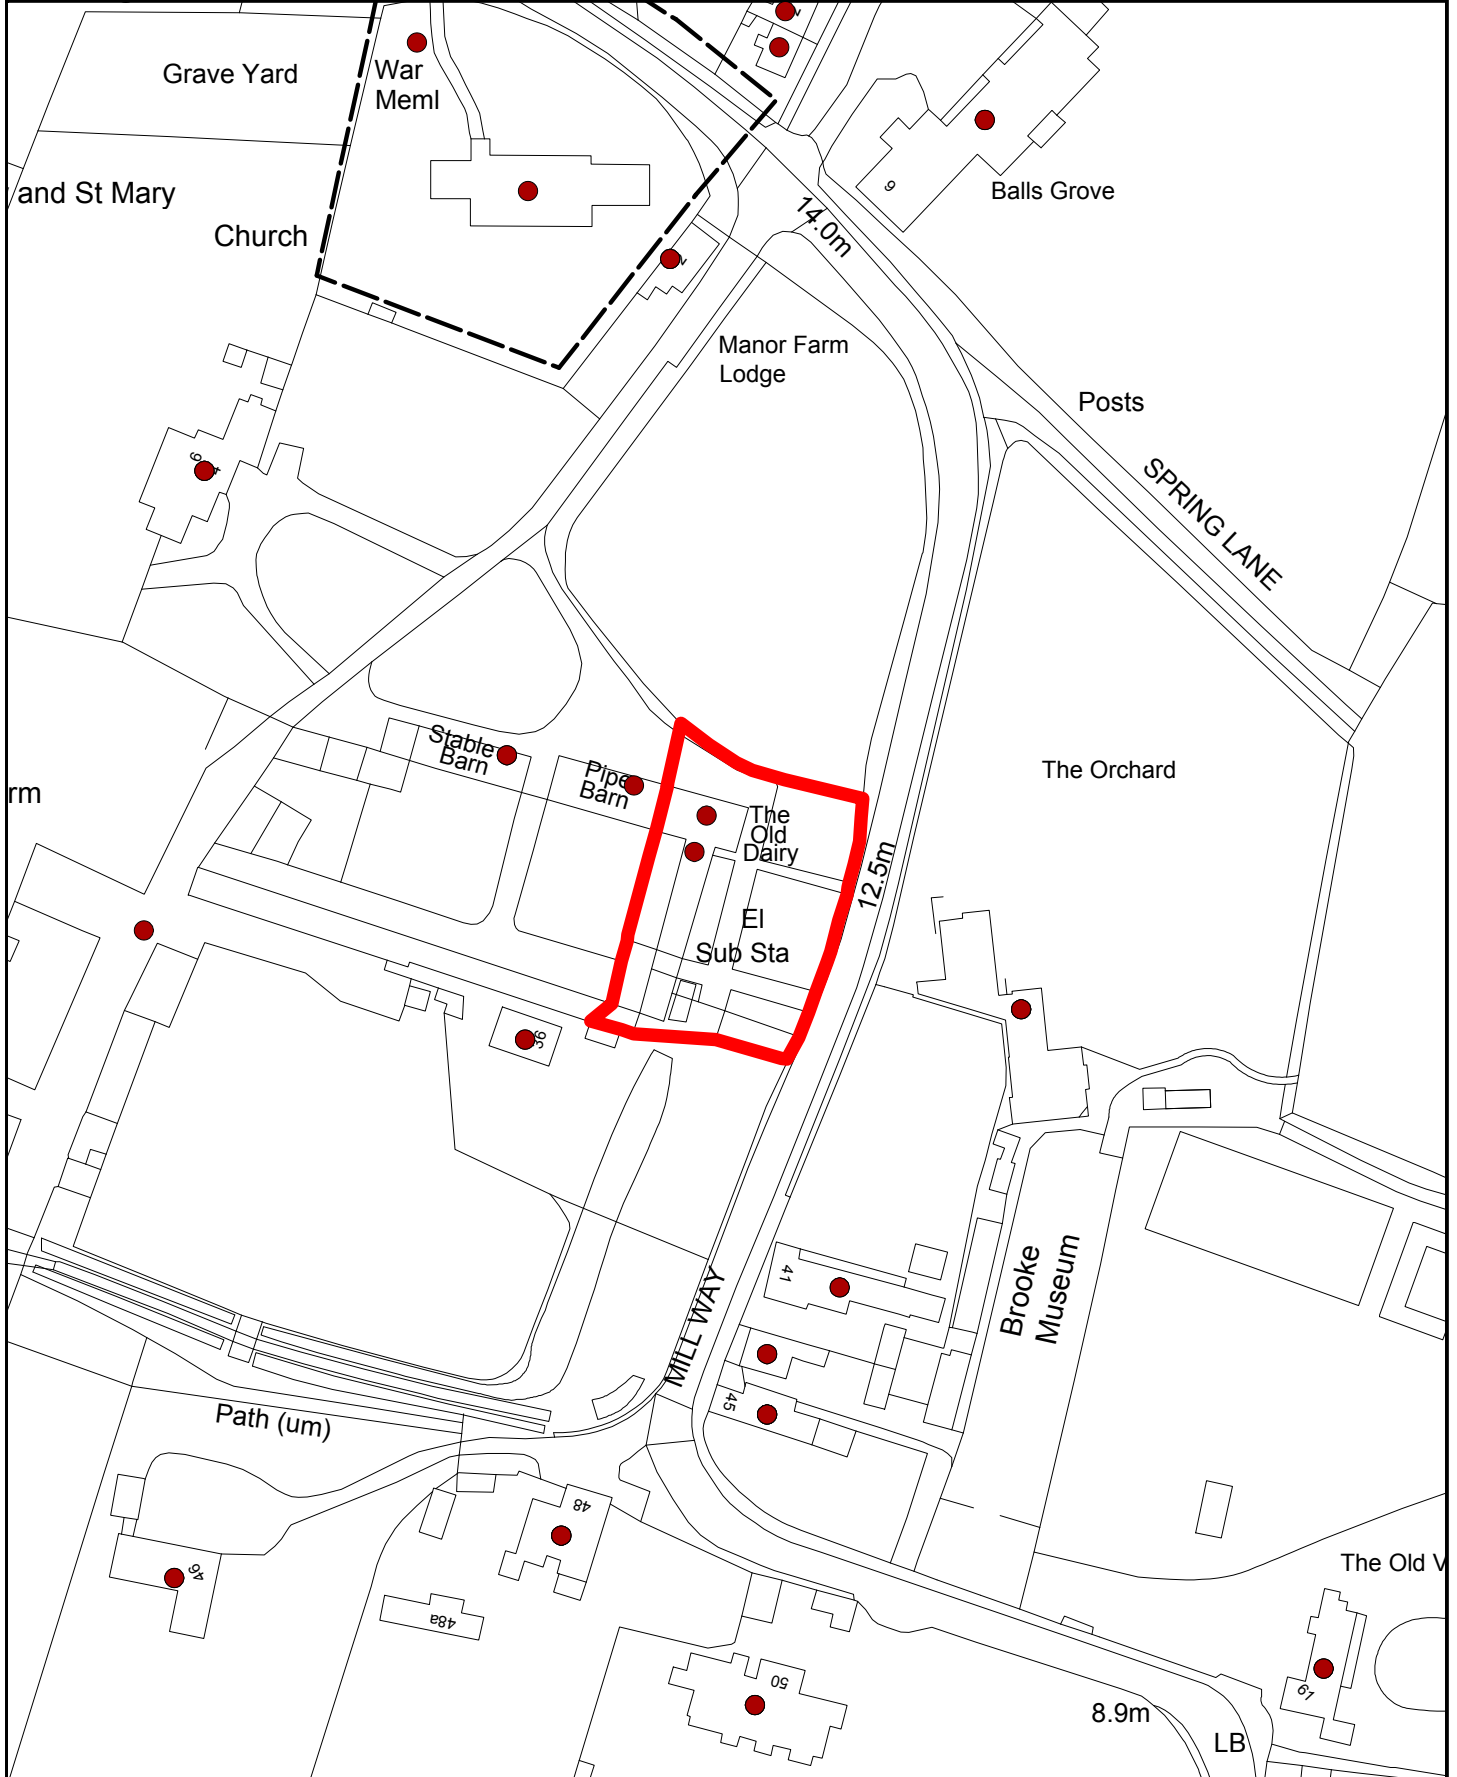 Grave Yard
War
Meml
and St Mary
Church
9
Balls Grove
14.0m
Manor Farm
Lodge
Posts
SPRING LANE
Stable
Barn
Pipe
Barn
The
Old
Dairy
The Orchard
rm
12.5m
El
Sub Sta
36
41
Brooke
Museum
MILL WAY
45
Path (um)
48
46
48a
50
The Old V
61
8.9m
LB